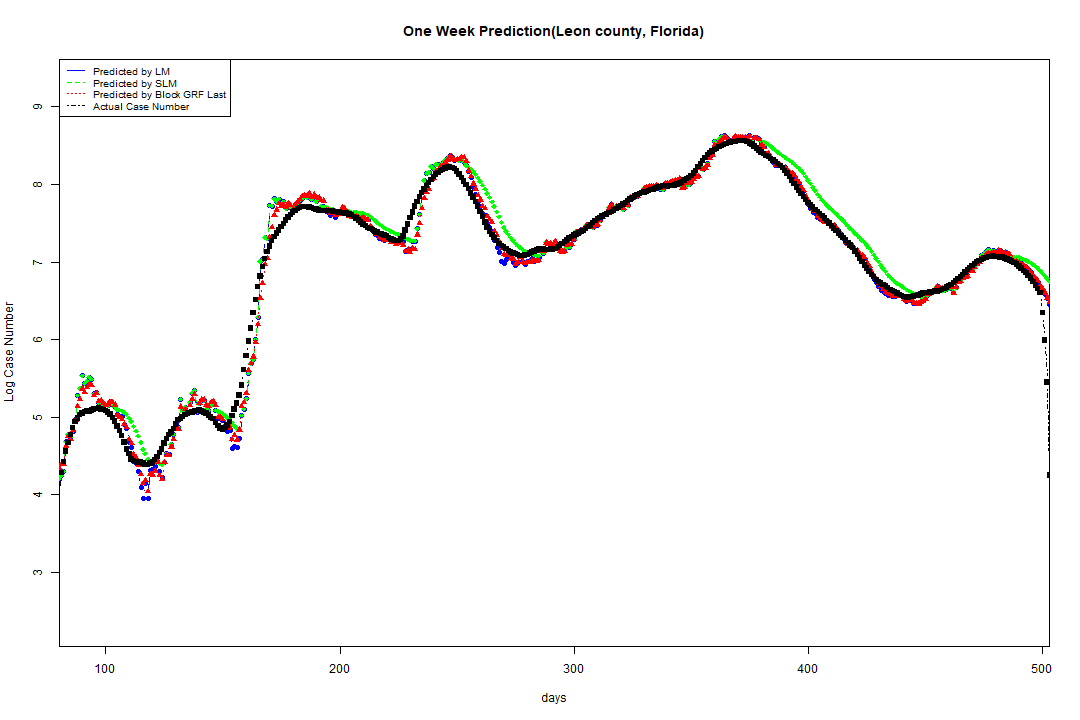 One Week Prediction(Leon county, Florida)
Predicted by LM
Predicted by SLM
Predicted by Block GRF Last
Actual Case Number
9
8
7
6
5
4
3
Log Case Number
100 200 300 400 500
days